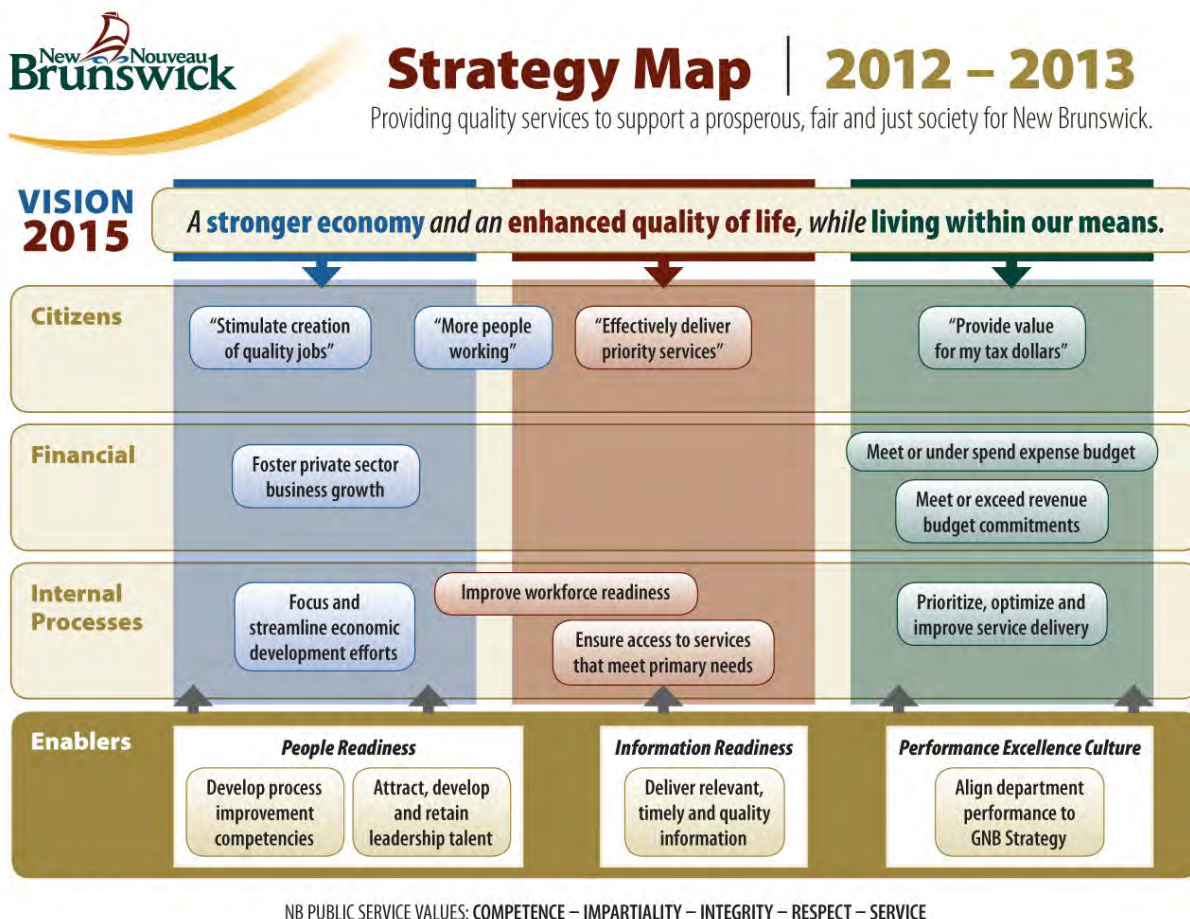 New Nouveau
Brunswick
Strategy Map | 2012 – 2013
Providing quality services to support a prosperous, fair and just society for New Brunswick.
VISION
2015
A stronger economy and an enhanced quality of life, while living within our means.
Citizens
“Stimulate creation
of quality jobs”
“More people
working”
“Effectively deliver
priority services”
“Provide value
for my tax dollars”
Financial
Foster private sector
business growth
Meet or under spend expense budget
Meet or exceed revenue
budget commitments
Internal
Processes
Focus and
streamline economic
development efforts
Improve workforce readiness
Ensure access to services
that meet primary needs
Prioritize, optimize and
improve service delivery
Enablers
People Readiness
Develop process
improvement
competencies
Attract, develop
and retain
leadership talent
Information Readiness
Deliver relevant,
timely and quality
information
Performance Excellence Culture
Align department
performance to
GNB Strategy
NB PUBLIC SERVICE VALUES: COMPETENCE – IMPARTIALITY – INTEGRITY – RESPECT – SERVICE